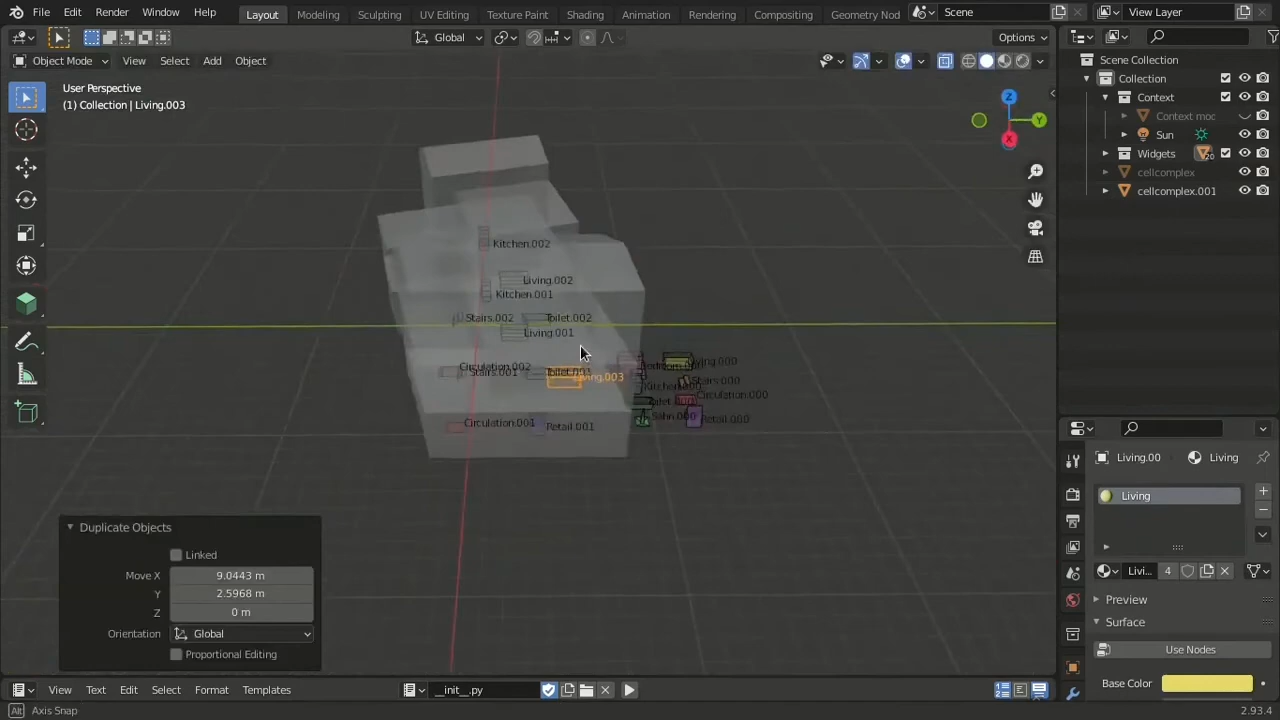 File Edit Render Window Help Layout Modeling Sculpting UV Editing Texture Paint Shading Animation Rendering Compositing Geometry Nod Scene View Layer
Global Options
Object Mode View Select Add Object
User Perspective
(1) Collection | Living.003
Z
Y
X
Scene Collection
Collection
Context
Context moc
Sun
Widgets 20
cellcomplex
cellcomplex.001
Kitchen.002
Living.002
Kitchen.001
Stairs.002 Toilet.002
Living.001
Circulation.002
Stairs.001
Living.003
Living.000
Stairs.000
Circulation.000
Retail.000
Circulation.001 Retail.001
Duplicate Objects
Linked
Move X 9.0443 m
Y 2.5968 m
Z 0 m
Orientation Global
Proportional Editing
Living.00 Living
Living
Livi... 4
Preview
Surface
Use Nodes
Base Color
View Text Edit Select Format Templates __init__.py
Alt Axis Snap 2.93.4